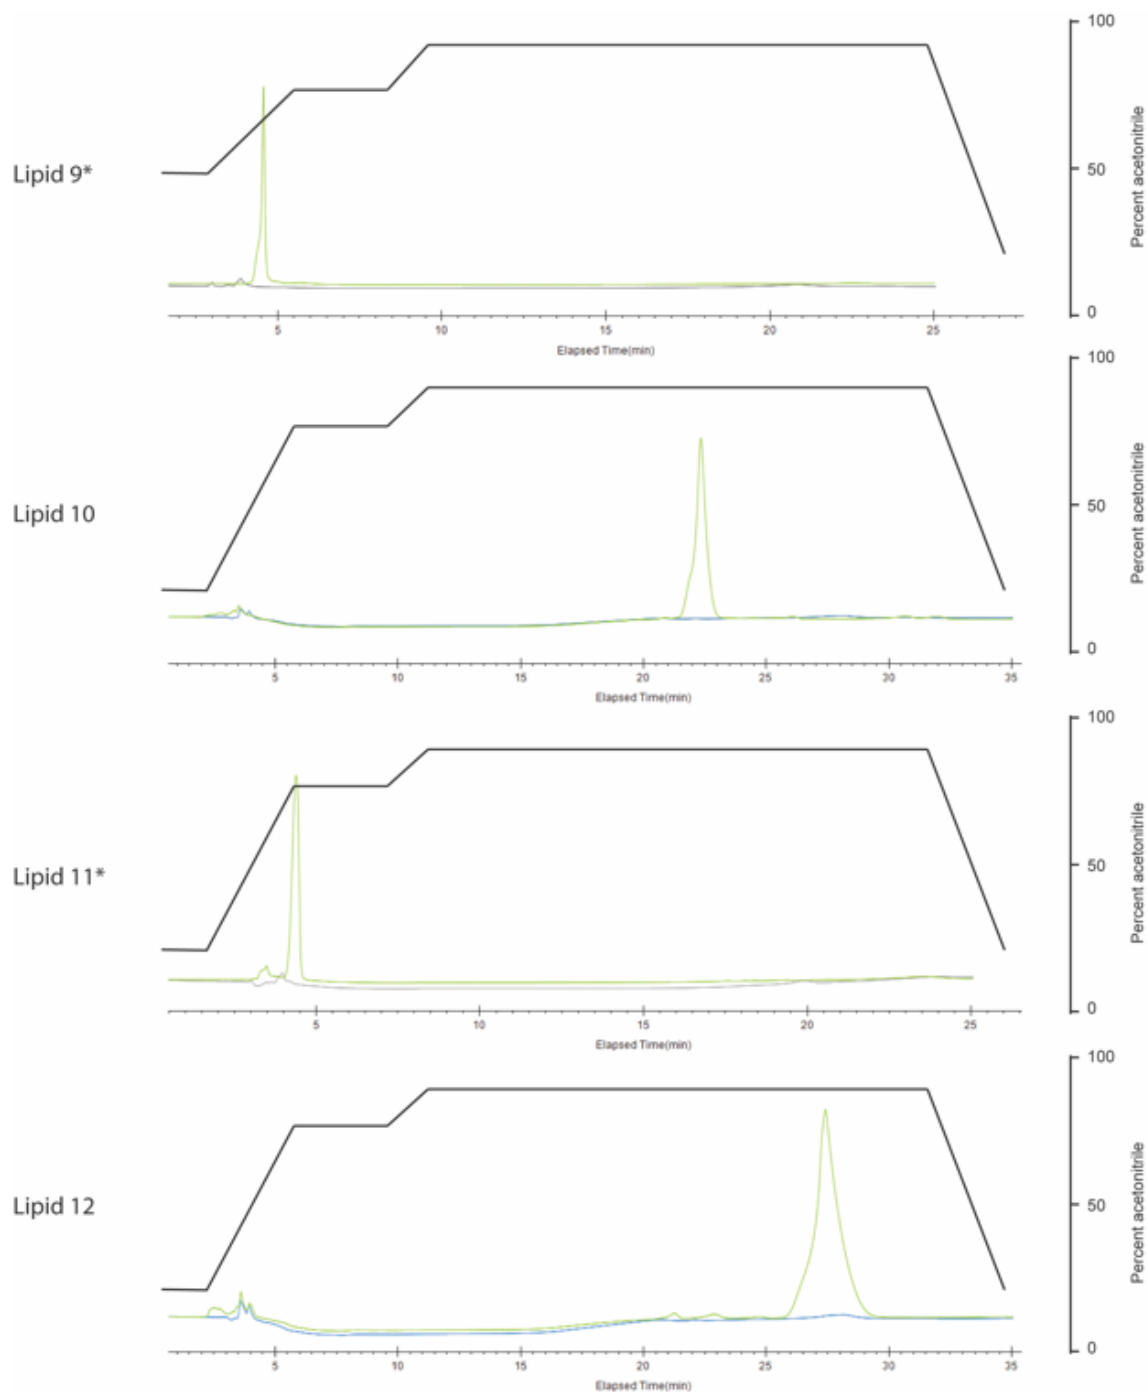 100
Lipid 9*
50
Percent acetonitrile
0
5 10 15 20 25
Elapsed Time(min)
100
Lipid 10
50
Percent acetonitrile
0
5 10 15 20 25 30 35
Elapsed Time(min)
100
Lipid 11*
50
Percent acetonitrile
0
5 10 15 20 25
Elapsed Time(min)
100
Lipid 12
50
Percent acetonitrile
0
5 10 15 20 25 30 35
Elapsed Time(min)